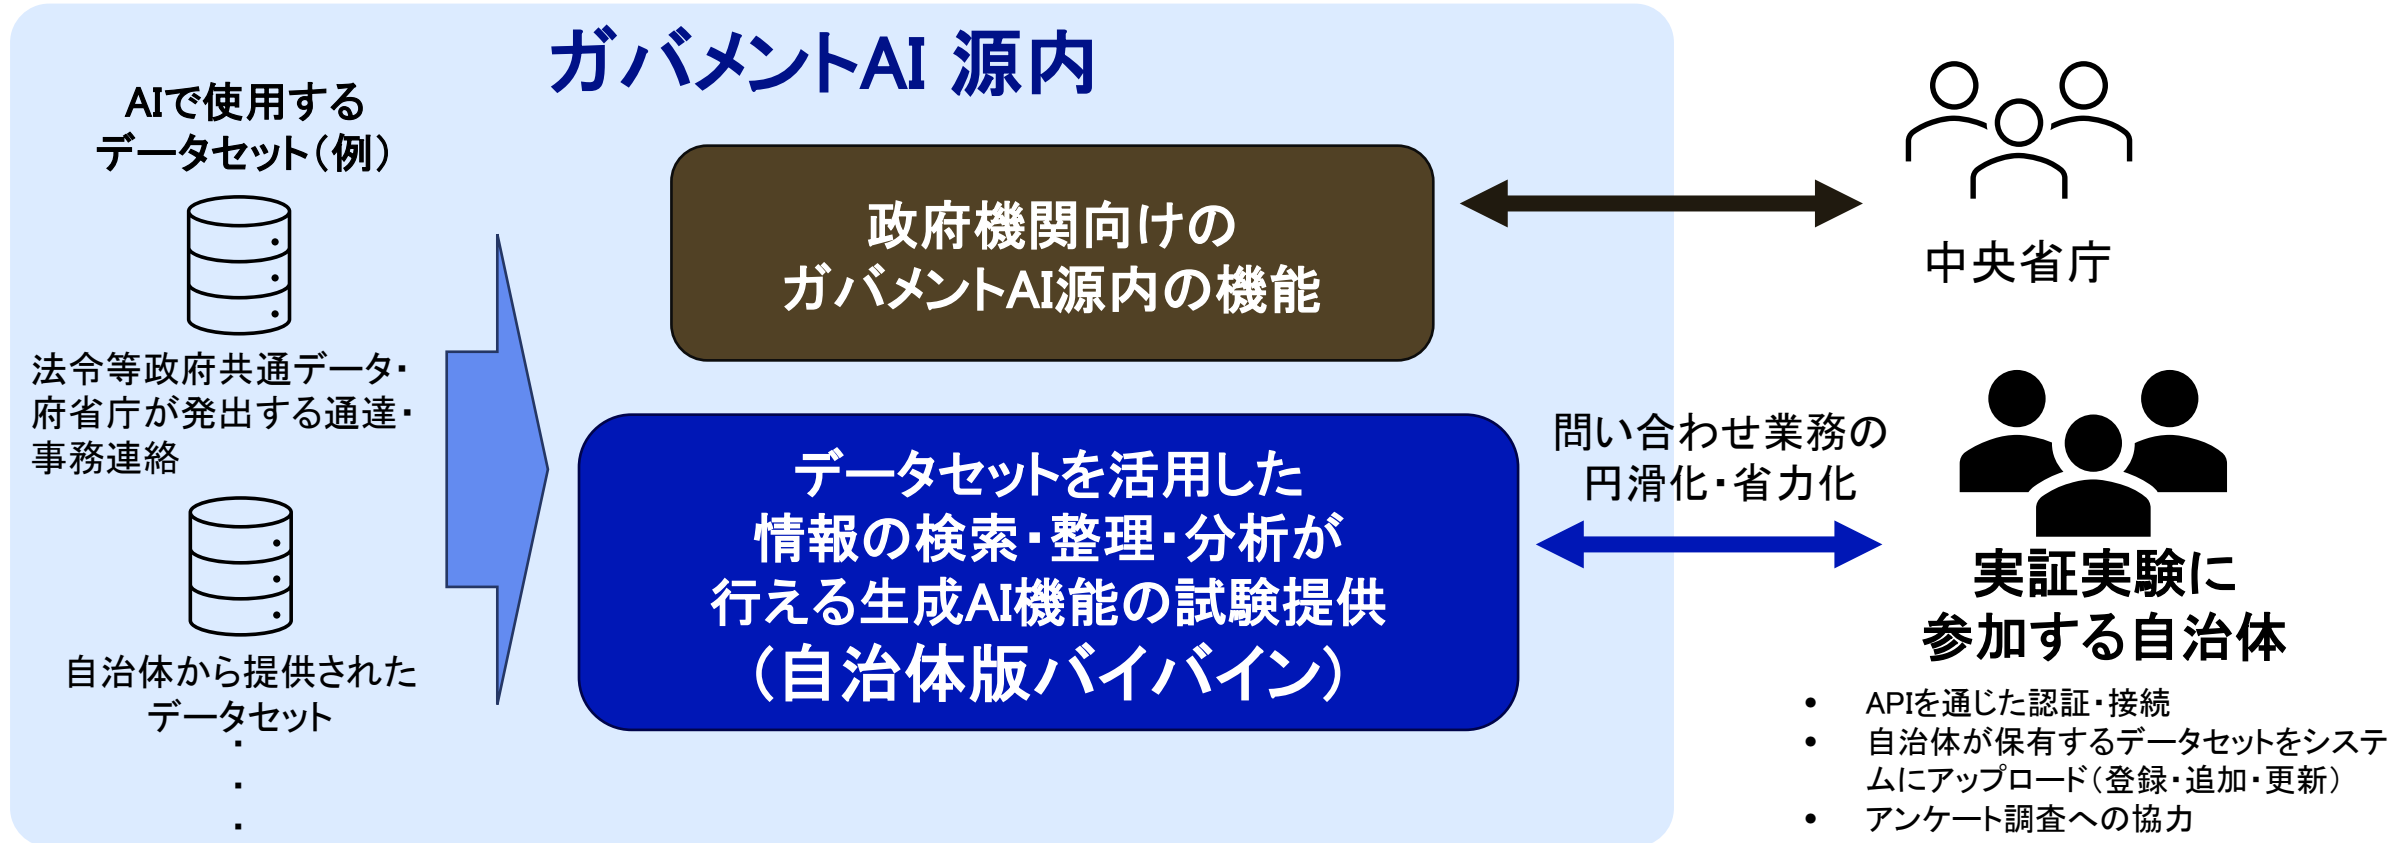 ガバメントAI 源内
AIで使用する
データセット(例)
法令等政府共通データ・
府省庁が発出する通達・
事務連絡
自治体から提供された
データセット
・
・
・
政府機関向けの
ガバメントAI源内の機能
データセットを活用した
情報の検索・整理・分析が
行える生成AI機能の試験提供
(自治体版バイバイン)
中央省庁
問い合わせ業務の
円滑化・省力化
実証実験に
参加する自治体
• APIを通じた認証・接続
• 自治体が保有するデータセットをシステ
ムにアップロード(登録・追加・更新)
• アンケート調査への協力